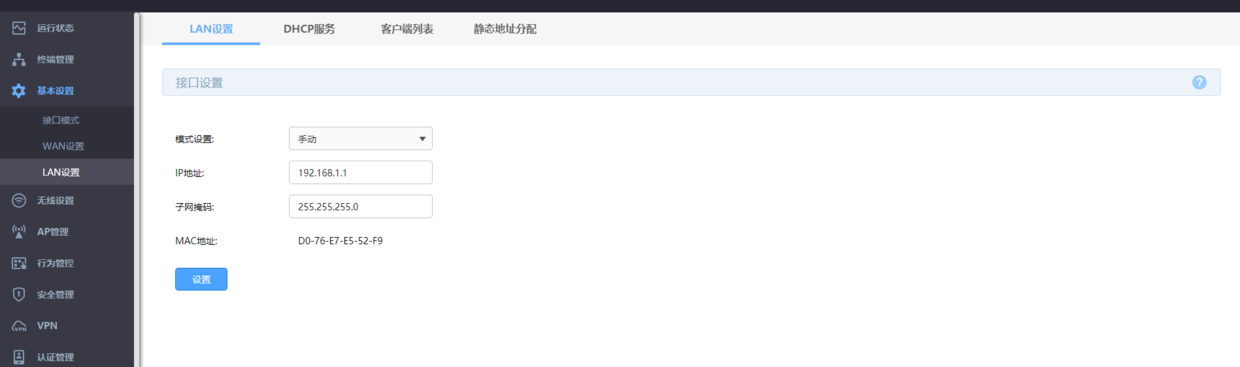 运行状态
终端管理
基本设置
接口模式
WAN设置
LAN设置
无线设置
AP管理
行为管控
安全管理
VPN
认证管理
LAN设置 DHCP服务 客户端列表 静态地址分配
接口设置 ?
模式设置: 手动
IP地址: 192.168.1.1
子网掩码: 255.255.255.0
MAC地址: D0-76-E7-E5-52-F9
设置